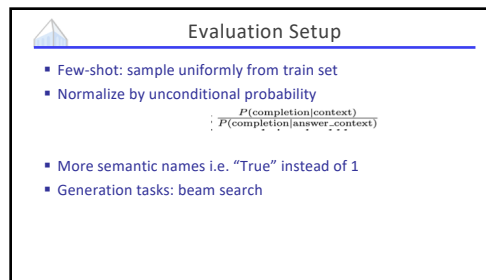 Evaluation Setup
▪ Few-shot: sample uniformly from train set
▪ Normalize by unconditional probability
P(completion|context)
P(completion|answer_context)
▪ More semantic names i.e. “True” instead of 1
▪ Generation tasks: beam search